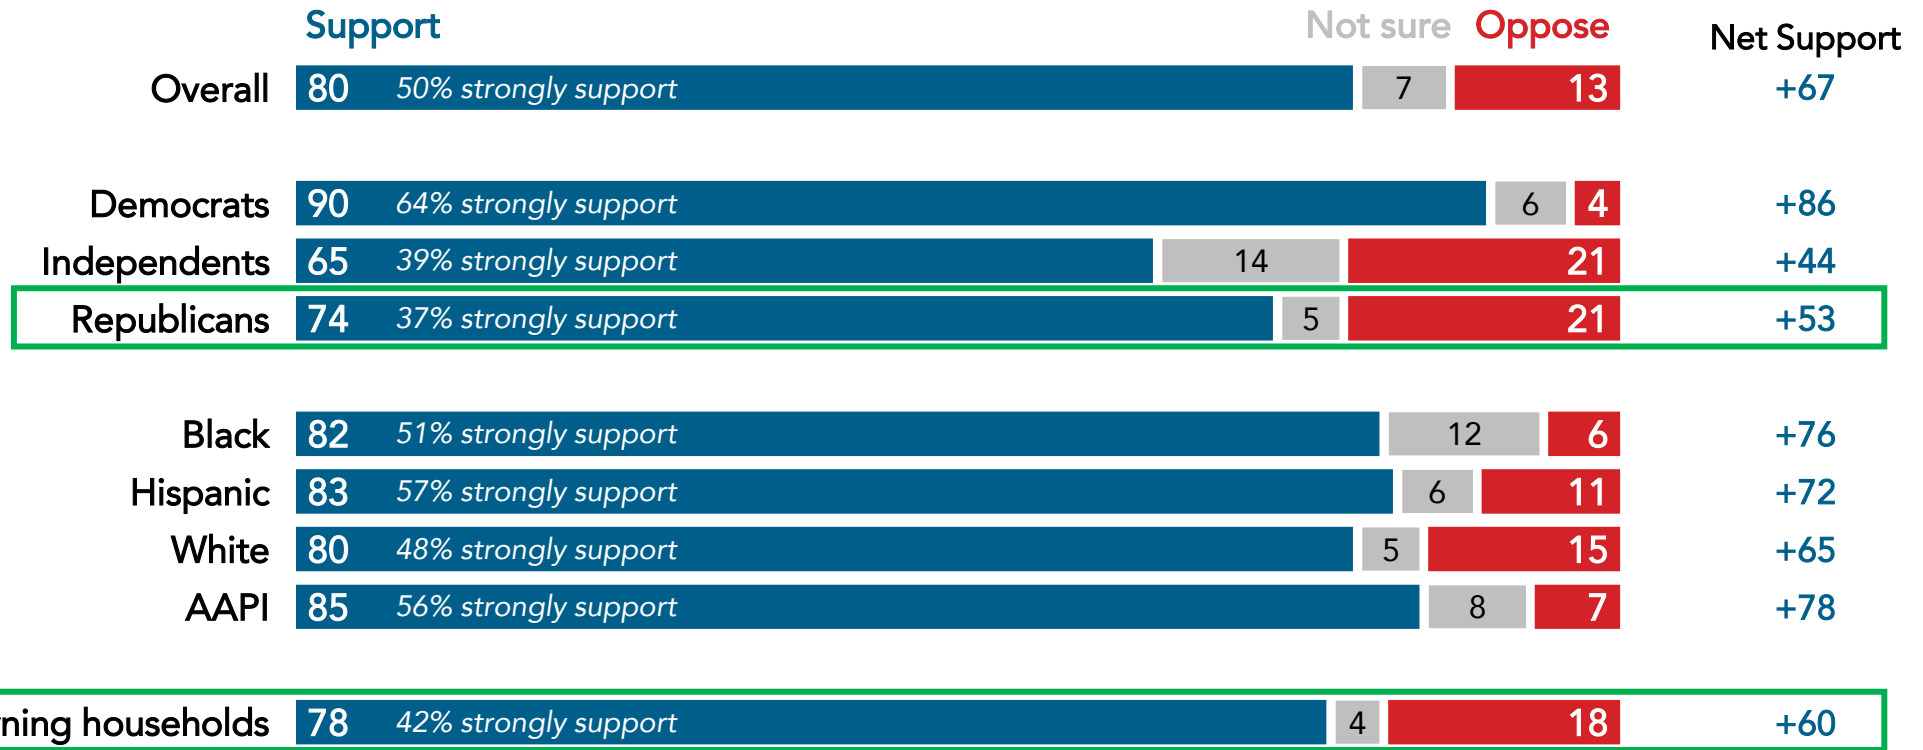 Support Not sure Oppose Net Support
Overall 80 50% strongly support 7 13 +67
Democrats 90 64% strongly support 6 4 +86
Independents 65 39% strongly support 14 21 +44
Republicans 74 37% strongly support 5 21 +53
Black 82 51% strongly support 12 6 +76
Hispanic 83 57% strongly support 6 11 +72
White 80 48% strongly support 5 15 +65
AAPI 85 56% strongly support 8 7 +78
households 78 42% strongly support 4 18 +60